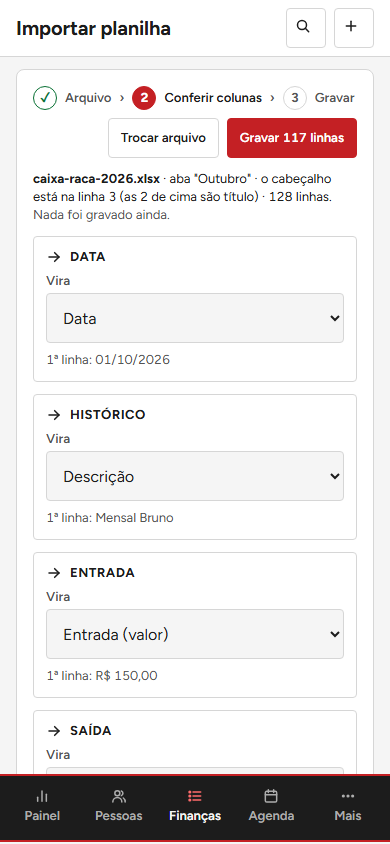 Importar planilha
Arquivo › 2 Conferir colunas › 3 Gravar
Trocar arquivo
Gravar 117 linhas
caixa-raca-2026.xlsx · aba "Outubro" · o cabeçalho
está na linha 3 (as 2 de cima são título) · 128 linhas.
Nada foi gravado ainda.
→ DATA
Vira
Data
1ª linha: 01/10/2026
→ HISTÓRICO
Vira
Descrição
1ª linha: Mensal Bruno
→ ENTRADA
Vira
Entrada (valor)
1ª linha: R$ 150,00
→ SAÍDA
Vira
Painel
Pessoas
Finanças
Agenda
Mais